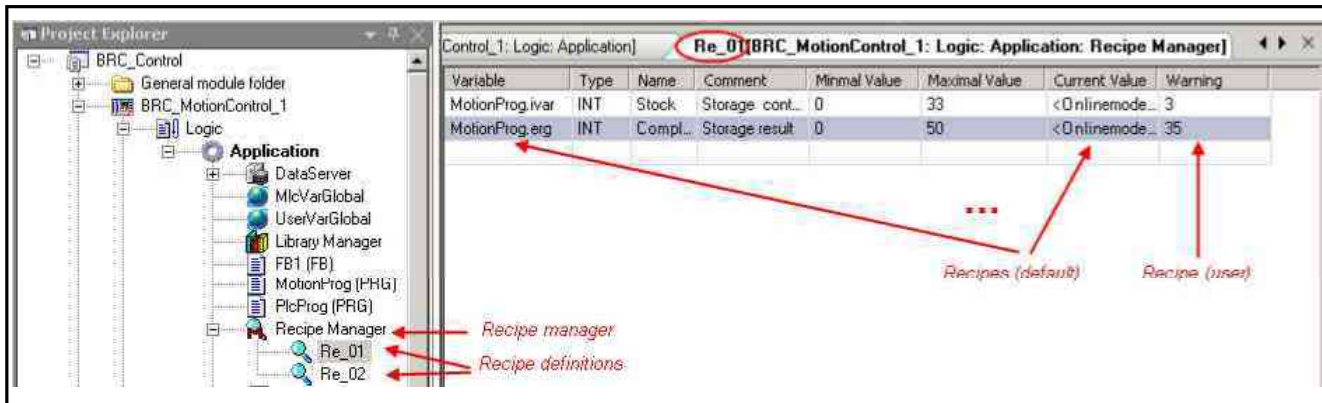 Project Explorer
BRC_Control
General module folder
BRC_MotionControl_1
Logic
Application
DataServer
MlcVarGlobal
UserVarGlobal
Library Manager
FB1 (FB)
MotionProg (PRG)
PlcProg (PRG)
Recipe Manager
Re_01
Re_02
Control_1: Logic: Application]
Re_01[BRC_MotionControl_1: Logic: Application: Recipe Manager]
Variable Type Name Comment Minmal Value Maximal Value Current Value Warning
MotionProg.ivar INT Stock Storage cont... 0 33 <Onlinemode... 3
MotionProg.erg INT Compl... Storage result 0 50 <Onlinemode... 35
...
Recipes (default) Recipe (user)
Recipe manager
Recipe definitions